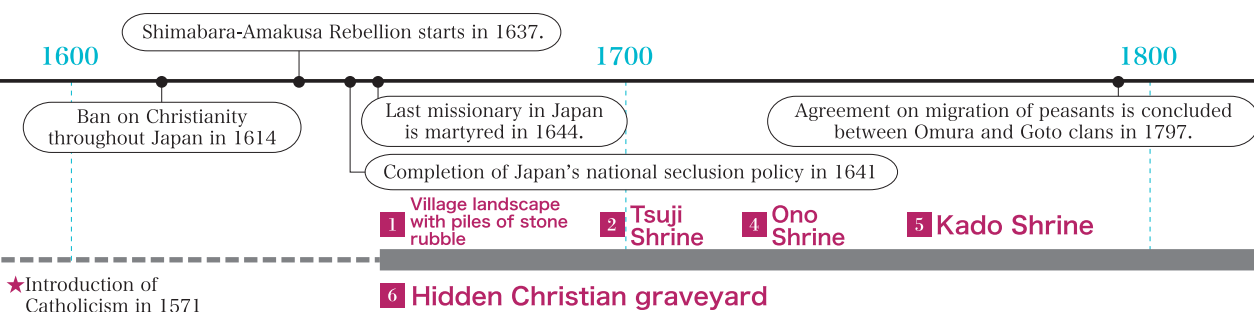 Shimabara-Amakusa Rebellion starts in 1637.
1600
1700
1800
Ban on Christianity
throughout Japan in 1614
Last missionary in Japan
is martyred in 1644.
Agreement on migration of peasants is concluded
between Omura and Goto clans in 1797.
Completion of Japan's national seclusion policy in 1641
1 Village landscape
with piles of stone
rubble
2 Tsuji
Shrine
4 Ono
Shrine
5 Kado Shrine
★Introduction of
Catholicism in 1571
6 Hidden Christian graveyard